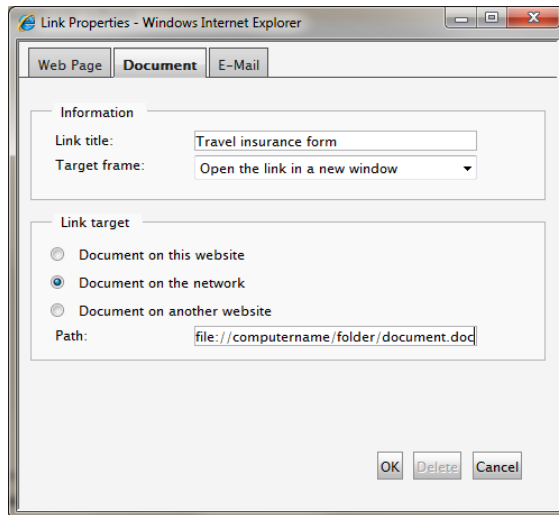 Link Properties - Windows Internet Explorer
Web Page Document E-Mail
Information
Link title: Travel insurance form
Target frame: Open the link in a new window
Link target
Document on this website
Document on the network
Document on another website
Path: file://computername/folder/document.doc
OK Delete Cancel